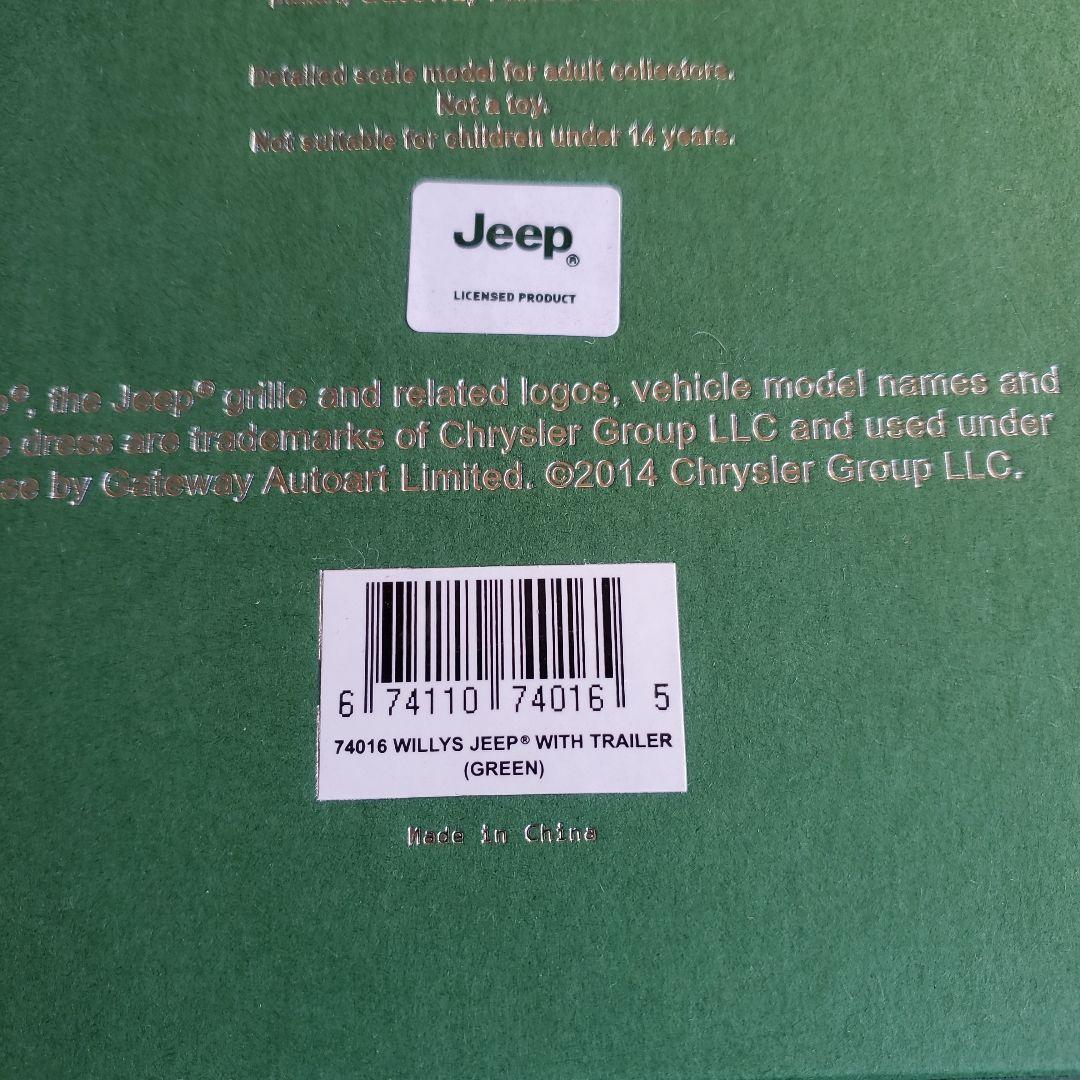 Detailed scale model for adult collectors.
Not a toy.
Not suitable for children under 14 years.
Jeep®
LICENSED PRODUCT
the Jeep® grille and related logos, vehicle model names and
dress are trademarks of Chrysler Group LLC and used under
by Gateway Autoart Limited. ©2014 Chrysler Group LLC.
6 74110 74016 5
74016 WILLYS JEEP® WITH TRAILER
(GREEN)
Made in China